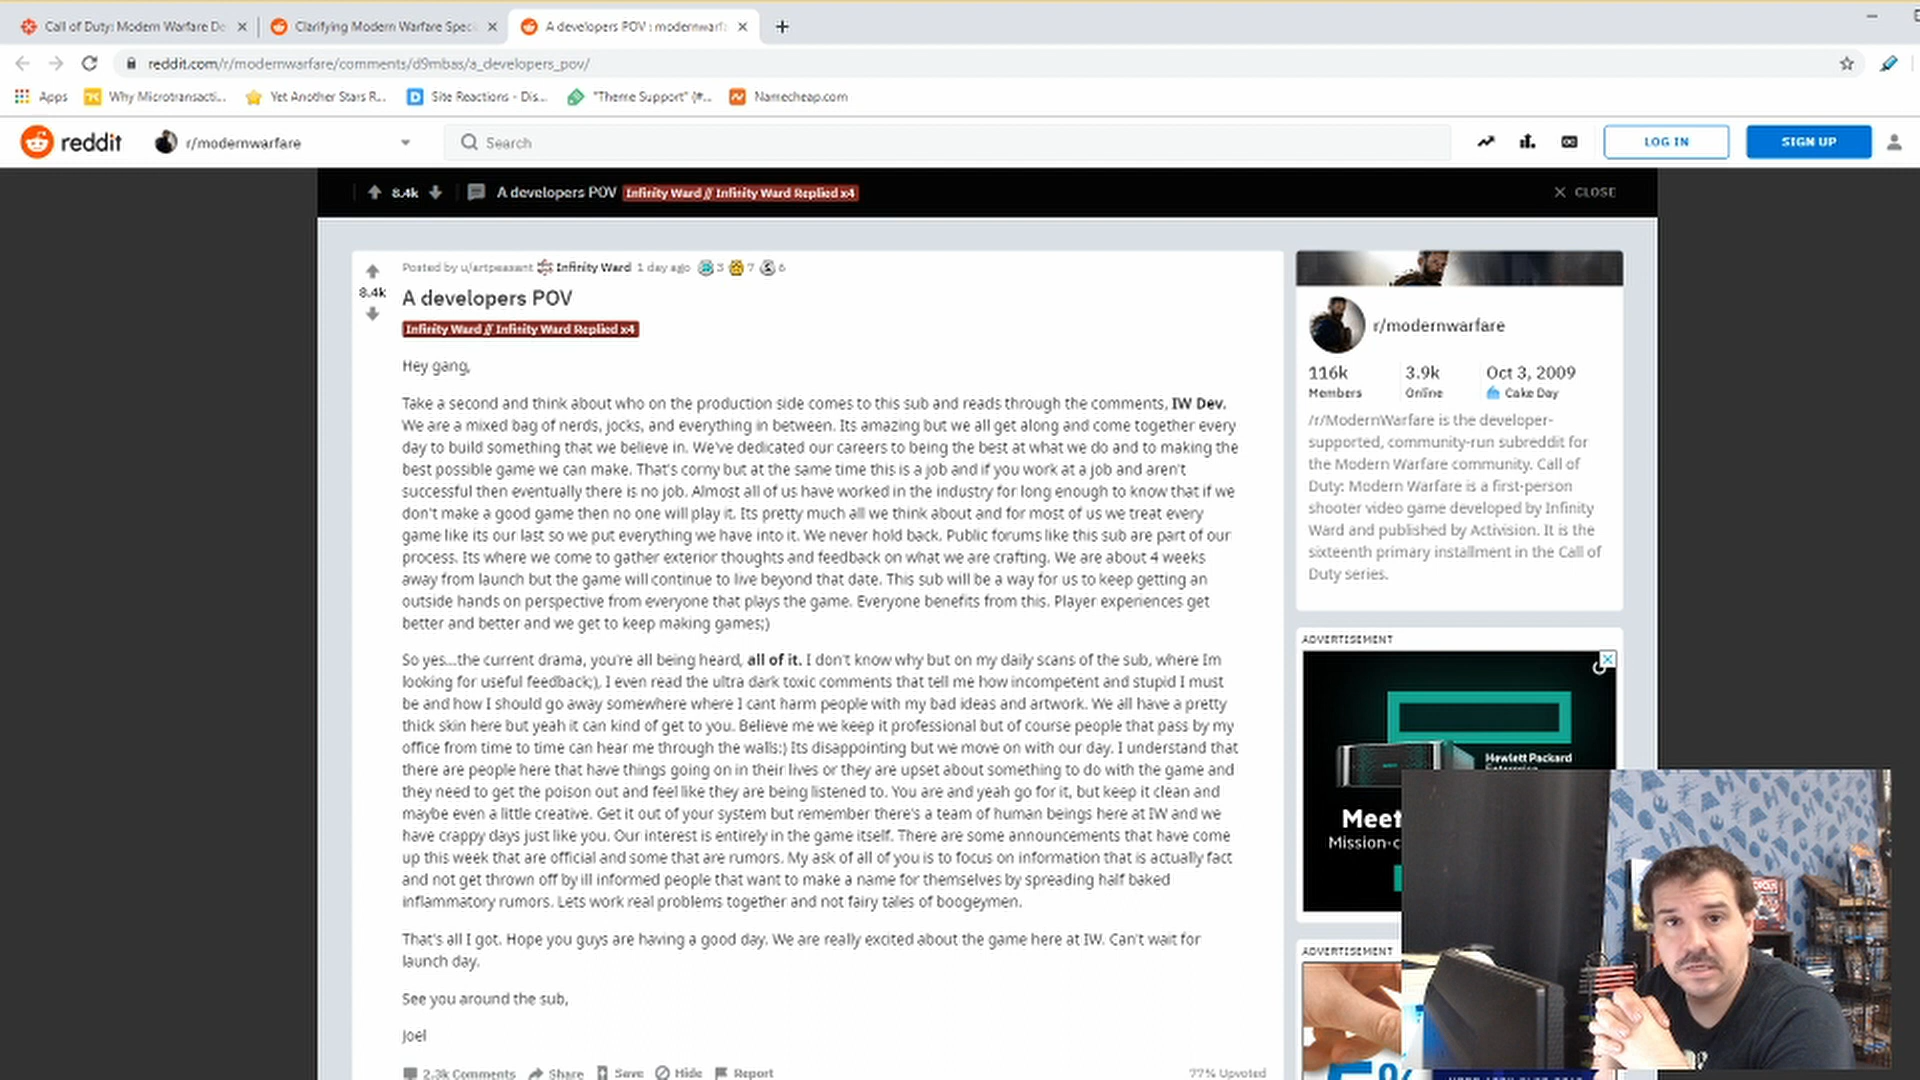 Call of Duty: Modern Warfare De
Clarifying Modern Warfare Spec
A developers POV : modernwarfa
reddit.com/r/modernwarfare/comments/d9mbas/a_developers_pov/
Apps
Why Microtransacti...
Yet Another Stars R...
Site Reactions - Dis...
"Theme Support" (#...
Namecheap.com
reddit
r/modernwarfare
Search
LOG IN
SIGN UP
8.4k
A developers POV
Infinity Ward // Infinity Ward Replied x4
CLOSE
Posted by u/artpeasant Infinity Ward 1 day ago 3 7 6
8.4k
A developers POV
Infinity Ward // Infinity Ward Replied x4
Hey gang,
Take a second and think about who on the production side comes to this sub and reads through the comments, IW Dev.
We are a mixed bag of nerds, jocks, and everything in between. Its amazing but we all get along and come together every
day to build something that we believe in. We've dedicated our careers to being the best at what we do and to making the
best possible game we can make. That's corny but at the same time this is a job and if you work at a job and aren't
successful then eventually there is no job. Almost all of us have worked in the industry for long enough to know that if we
don't make a good game then no one will play it. Its pretty much all we think about and for most of us we treat every
game like its our last so we put everything we have into it. We never hold back. Public forums like this sub are part of our
process. Its where we come to gather exterior thoughts and feedback on what we are crafting. We are about 4 weeks
away from launch but the game will continue to live beyond that date. This sub will be a way for us to keep getting an
outside hands on perspective from everyone that plays the game. Everyone benefits from this. Player experiences get
better and better and we get to keep making games;)
So yes...the current drama, you're all being heard, all of it. I don't know why but on my daily scans of the sub, where Im
looking for useful feedback;), I even read the ultra dark toxic comments that tell me how incompetent and stupid I must
be and how I should go away somewhere where I cant harm people with my bad ideas and artwork. We all have a pretty
thick skin here but yeah it can kind of get to you. Believe me we keep it professional but of course people that pass by my
office from time to time can hear me through the walls:) Its disappointing but we move on with our day. I understand that
there are people here that have things going on in their lives or they are upset about something to do with the game and
they need to get the poison out and feel like they are being listened to. You are and yeah go for it, but keep it clean and
maybe even a little creative. Get it out of your system but remember there's a team of human beings here at IW and we
have crappy days just like you. Our interest is entirely in the game itself. There are some announcements that have come
up this week that are official and some that are rumors. My ask of all of you is to focus on information that is actually fact
and not get thrown off by ill informed people that want to make a name for themselves by spreading half baked
inflammatory rumors. Lets work real problems together and not fairy tales of boogeymen.
That's all I got. Hope you guys are having a good day. We are really excited about the game here at IW. Can't wait for
launch day.
See you around the sub,
Joel
2.3k Comments
Share
Save
Hide
Report
77% Upvoted
r/modernwarfare
116k
Members
3.9k
Online
Oct 3, 2009
Cake Day
/r/ModernWarfare is the developer-
supported, community-run subreddit for
the Modern Warfare community. Call of
Duty: Modern Warfare is a first-person
shooter video game developed by Infinity
Ward and published by Activision. It is the
sixteenth primary installment in the Call of
Duty series.
ADVERTISEMENT
Hewlett Packard
Enterprise
Meet
Mission-c
ADVERTISEMENT